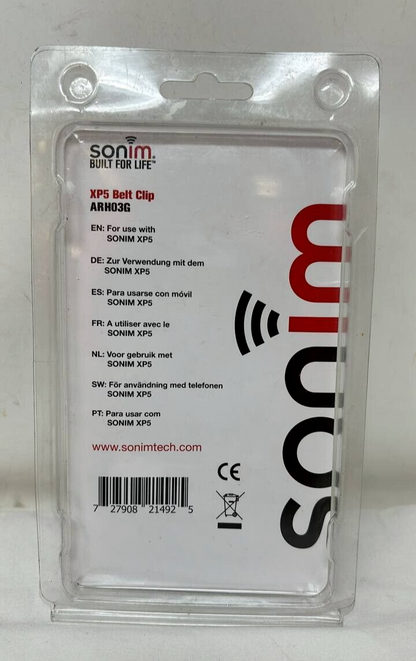 sonim®
BUILT FOR LIFE™
XP5 Belt Clip
ARH03G
EN: For use with
SONIM XP5
DE: Zur Verwendung mit dem
SONIM XP5
ES: Para usarse con móvil
SONIM XP5
FR: A utiliser avec le
SONIM XP5
NL: Voor gebruik met
SONIM XP5
SW: För användning med telefonen
SONIM XP5
PT: Para usar com
SONIM XP5
www.sonimtech.com
CE
7 27908 21492 5
sonim